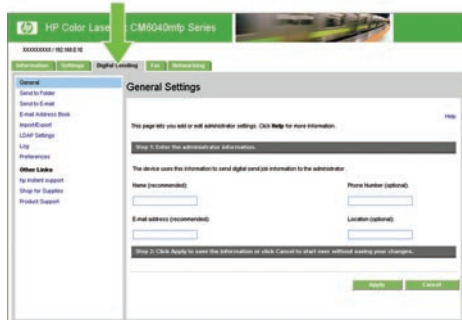 HP Color LaserJet CM6040mfp Series
XXXXXXXXX / 192.168.0.10
Information Settings Digital Sending Fax Networking
General
Send to Folder
Send to E-mail
E-mail Address Book
Import/Export
LDAP Settings
Log
Preferences
Other Links
hp instant support
Shop for Supplies
Product Support
General Settings
Help
This page lets you add or edit administrator settings. Click Help for more information.
Step 1: Enter the administrator information.
The device uses this information to send digital send job information to the administrator.
Name (recommended): Phone Number (optional):
E-mail address (recommended): Location (optional):
Step 2: Click Apply to save the information or click Cancel to start over without saving your changes.
Apply Cancel